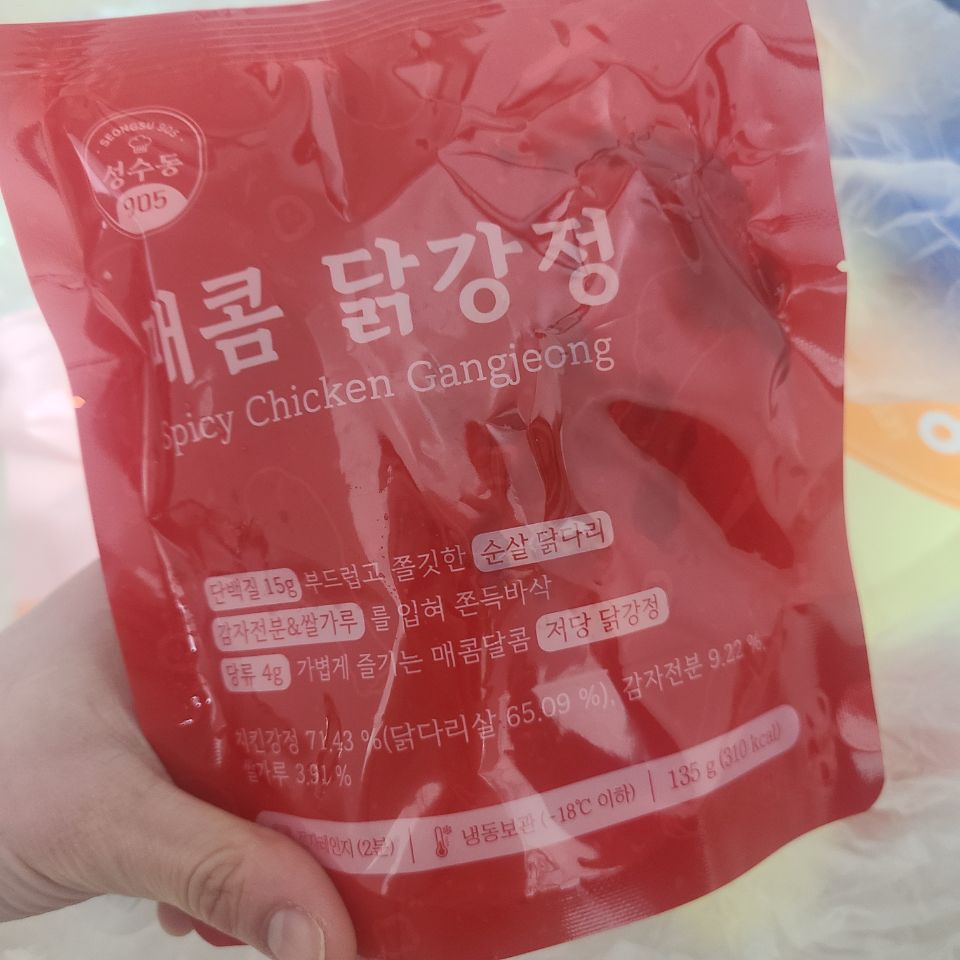 SEONGSU 905
성수동
905
매콤 닭강정
Spicy Chicken Gangjeong
단백질 15g 부드럽고 쫄깃한 순살 닭다리
감자전분&쌀가루 를 입혀 쫀득바삭
당류 4g 가볍게 즐기는 매콤달콤 저당 닭강정
치킨강정 71.43 %(닭다리살 65.09 %), 감자전분 9.22 %,
쌀가루 3.91 %
전자레인지 (2분) | 냉동보관 (-18℃ 이하) | 135 g (310 kcal)